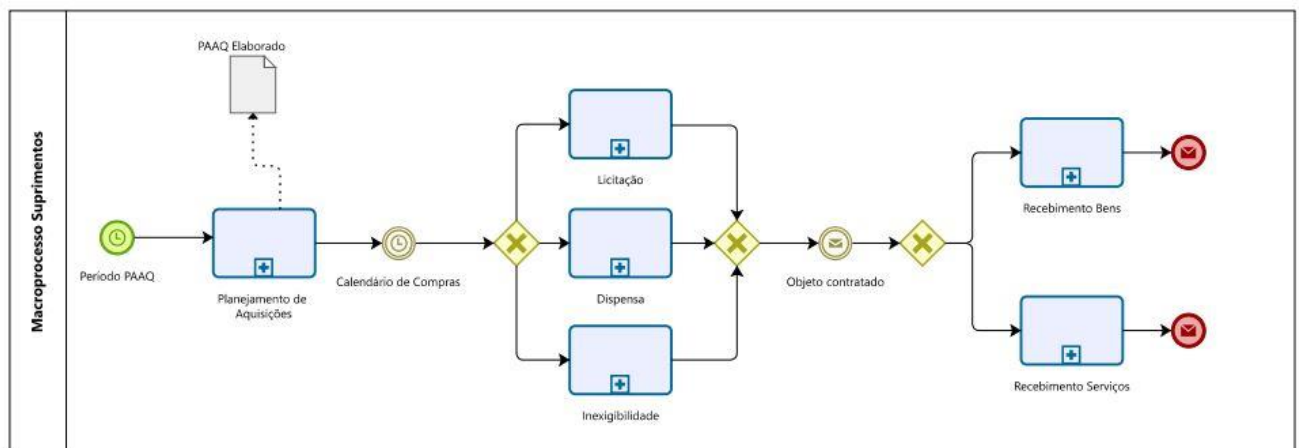 Macroprocesso Suprimentos
PAAQ Elaborado
Período PAAQ
Planejamento de
Aquisições
Calendário de Compras
Licitação
Dispensa
Inexigibilidade
Objeto contratado
Recebimento Bens
Recebimento Serviços